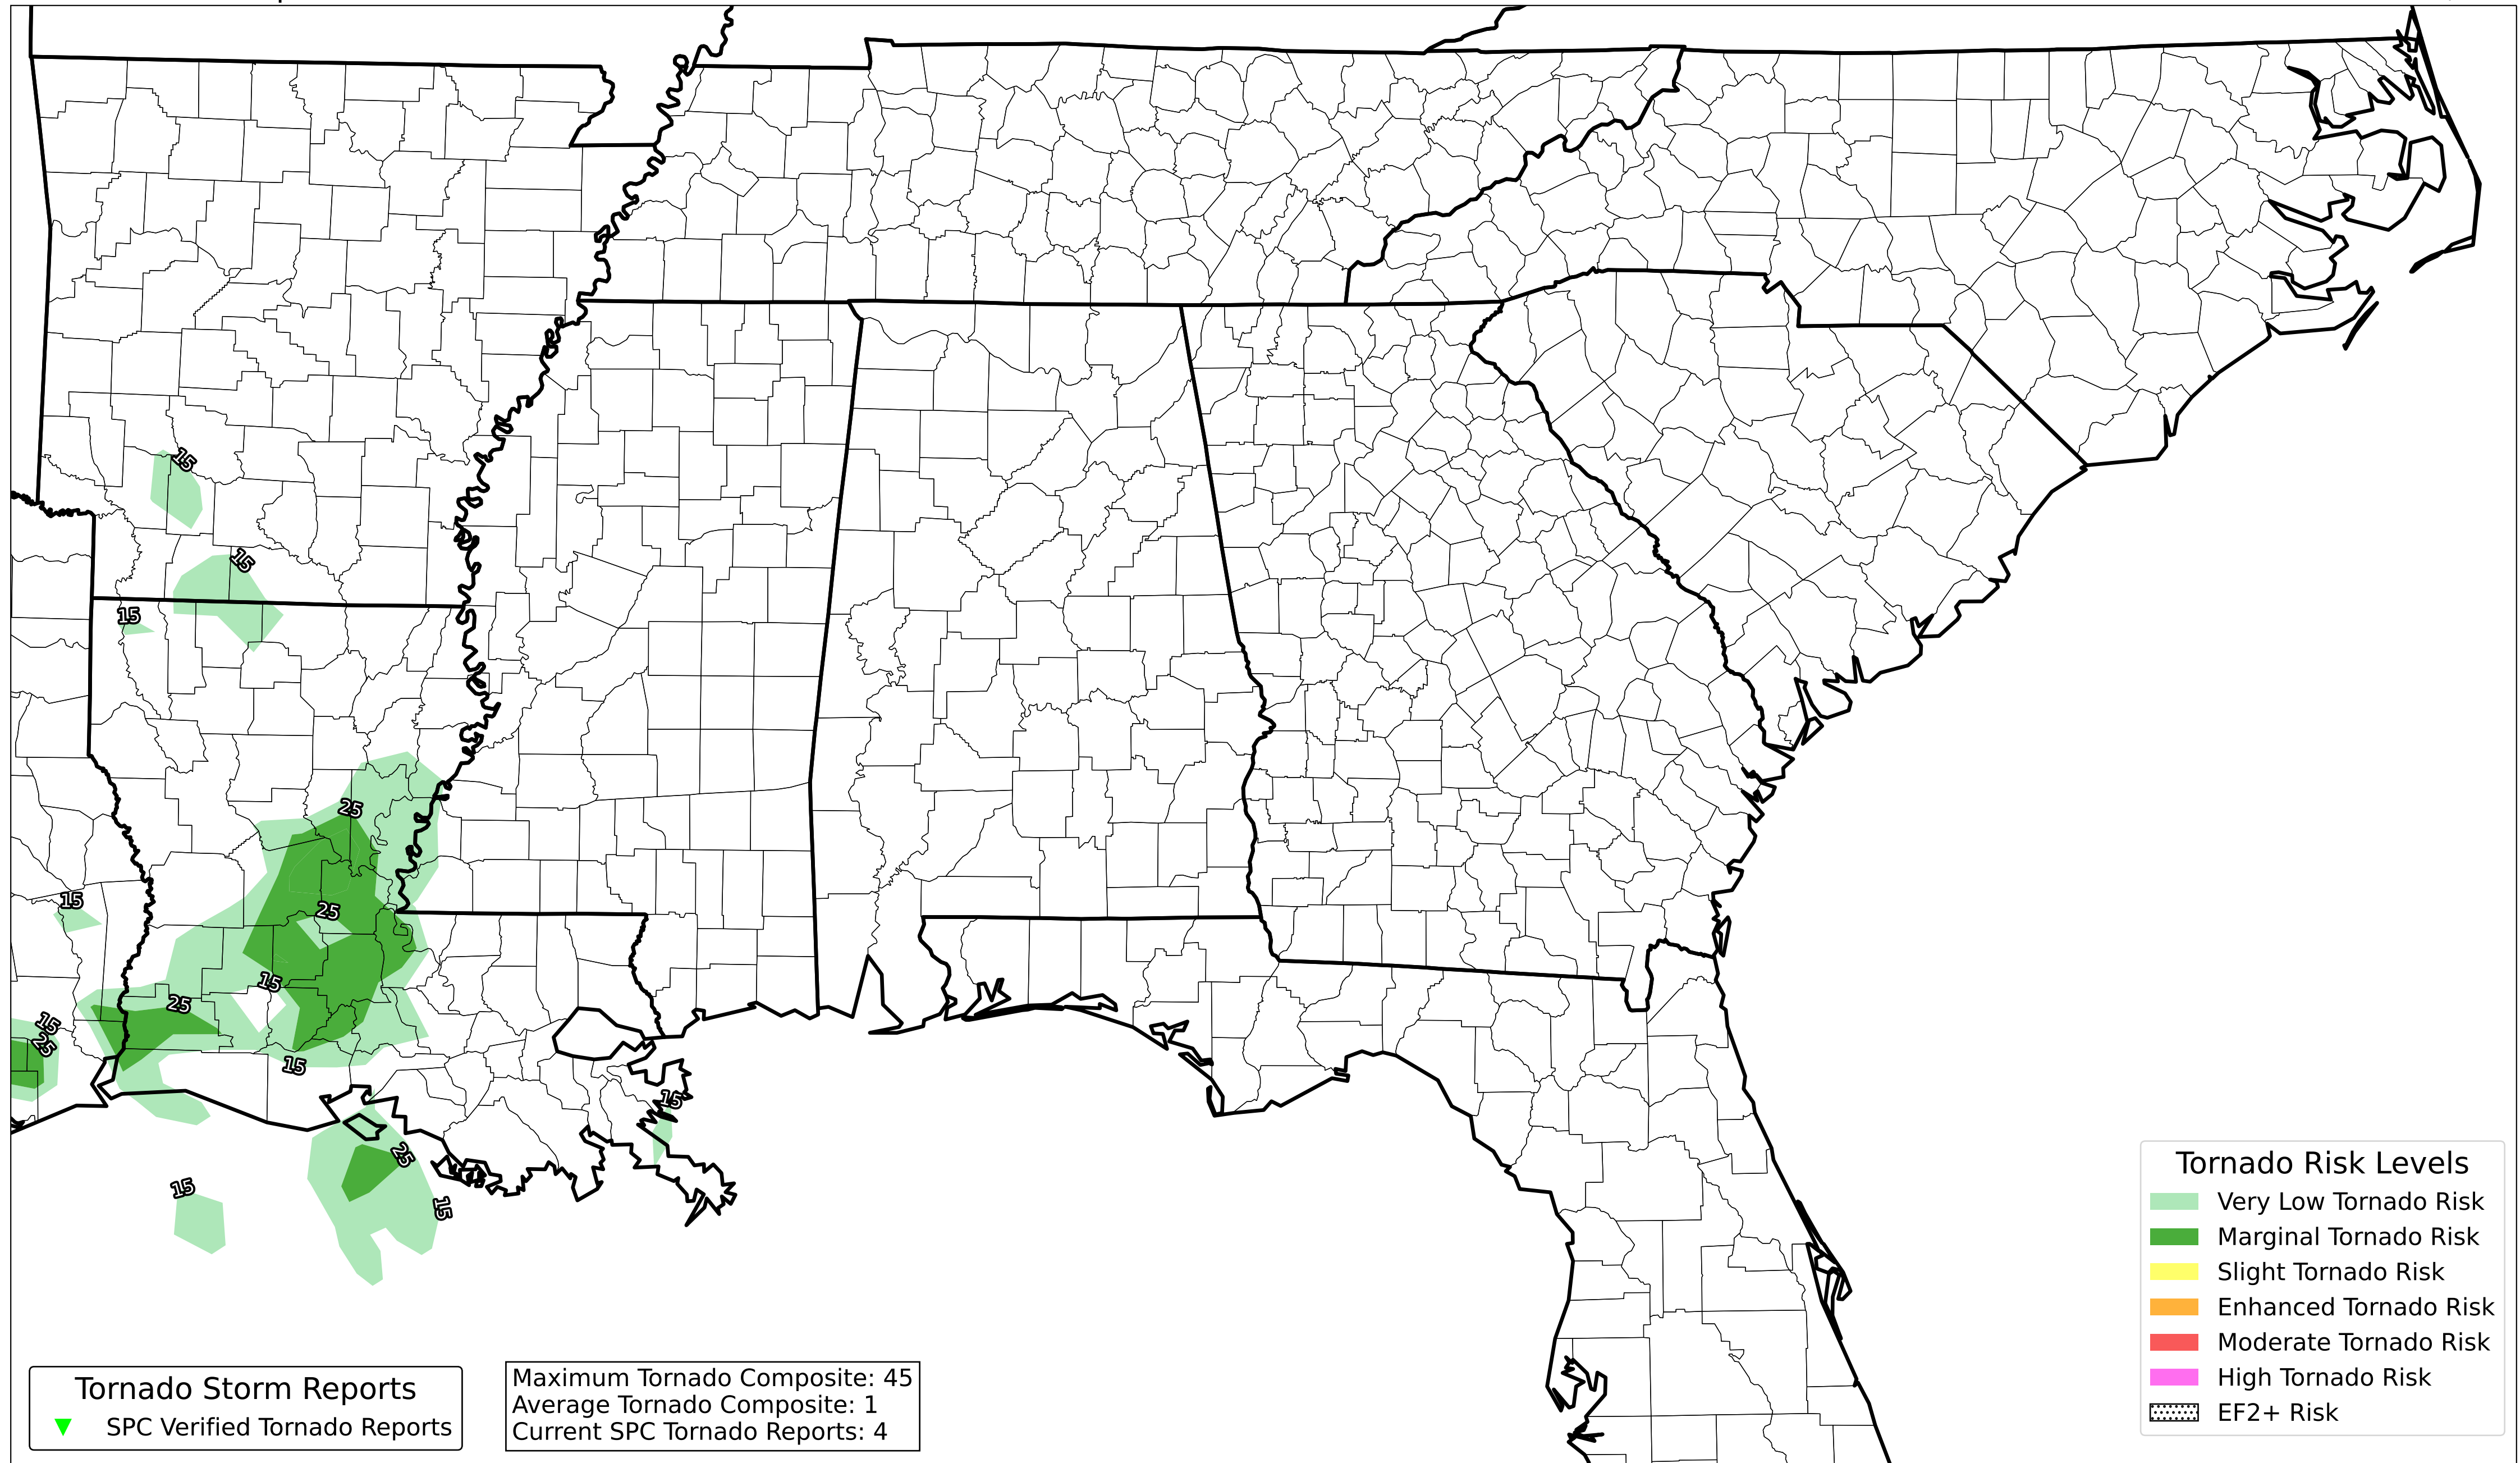 15
15
15
25
15
25
15
25
15
25
15
15
25
15
15
Tornado Risk Levels
Very Low Tornado Risk
Marginal Tornado Risk
Slight Tornado Risk
Enhanced Tornado Risk
Moderate Tornado Risk
High Tornado Risk
EF2+ Risk
Tornado Storm Reports
SPC Verified Tornado Reports
Maximum Tornado Composite: 45
Average Tornado Composite: 1
Current SPC Tornado Reports: 4